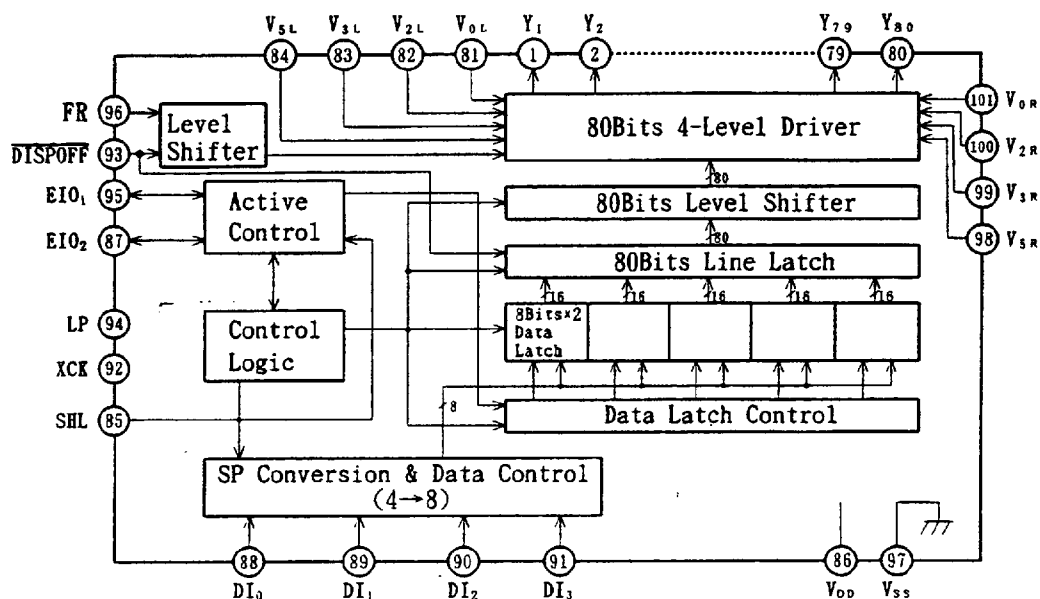 V5L V3L V2L V0L Y1 Y2 Y79 Y80
84 83 82 81 1 2 79 80
FR 96
Level
Shifter
80Bits 4-Level Driver
101 V0R
100 V2R
DISPOFF 93
99 V3R
98 V5R
80
EIO1 95
EIO2 87
Active
Control
80Bits Level Shifter
80
80Bits Line Latch
16 16 16 16 16
LP 94
XCK 92
SHL 85
Control
Logic
8Bits×2
Data
Latch
8
Data Latch Control
SP Conversion & Data Control
(4→8)
88 89 90 91 86 97
DI0 DI1 DI2 DI3 VDD VSS